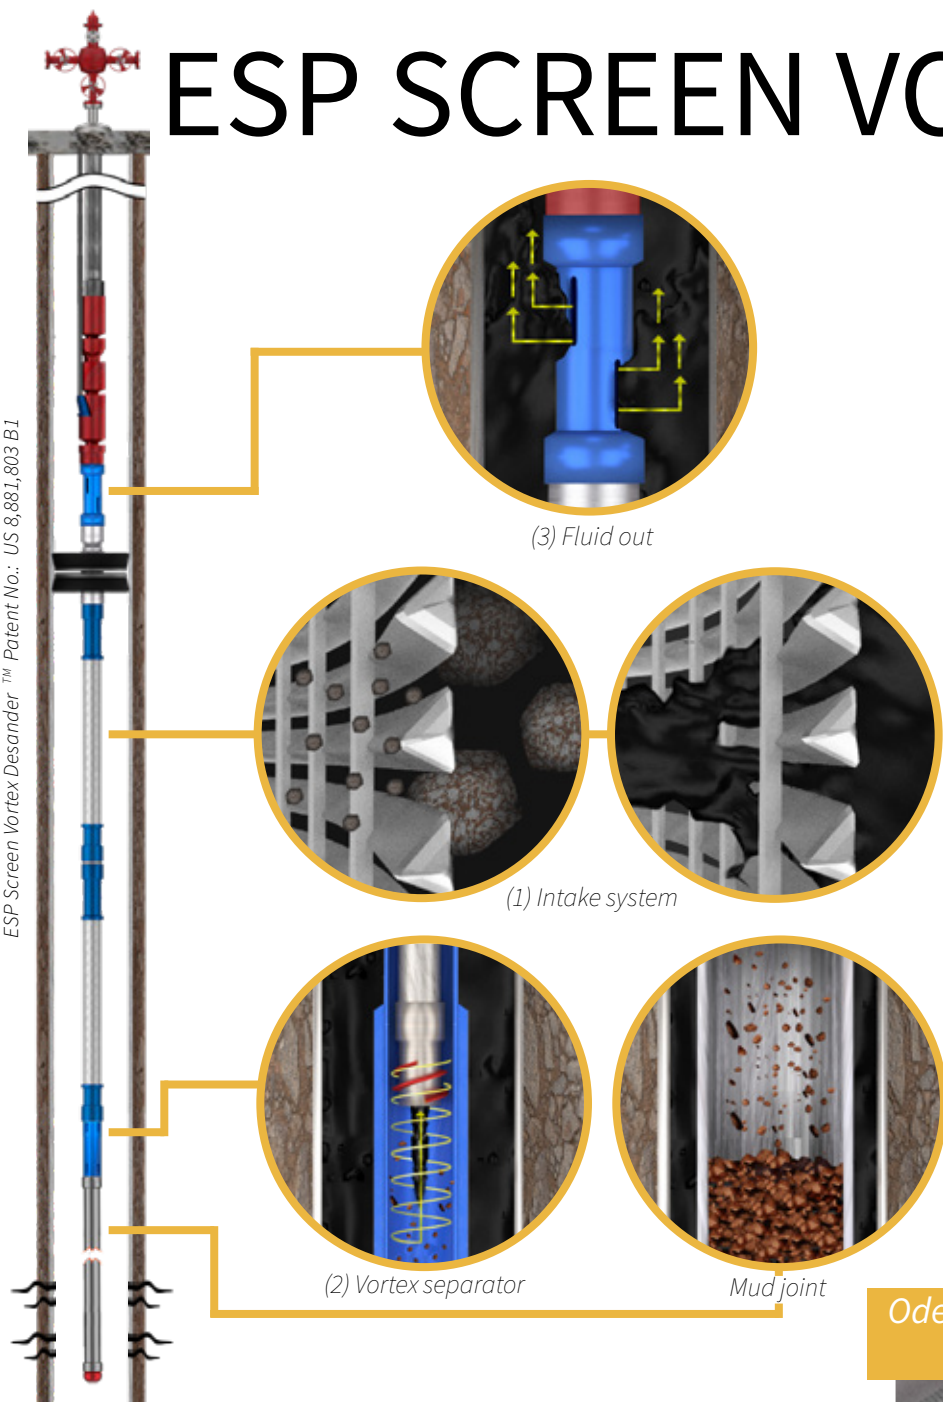 ESP SCREEN VO
ESP Screen Vortex Desander ™ Patent No.: US 8,881,803 B1
(3) Fluid out
(1) Intake system
(2) Vortex separator
Mud joint
Ode